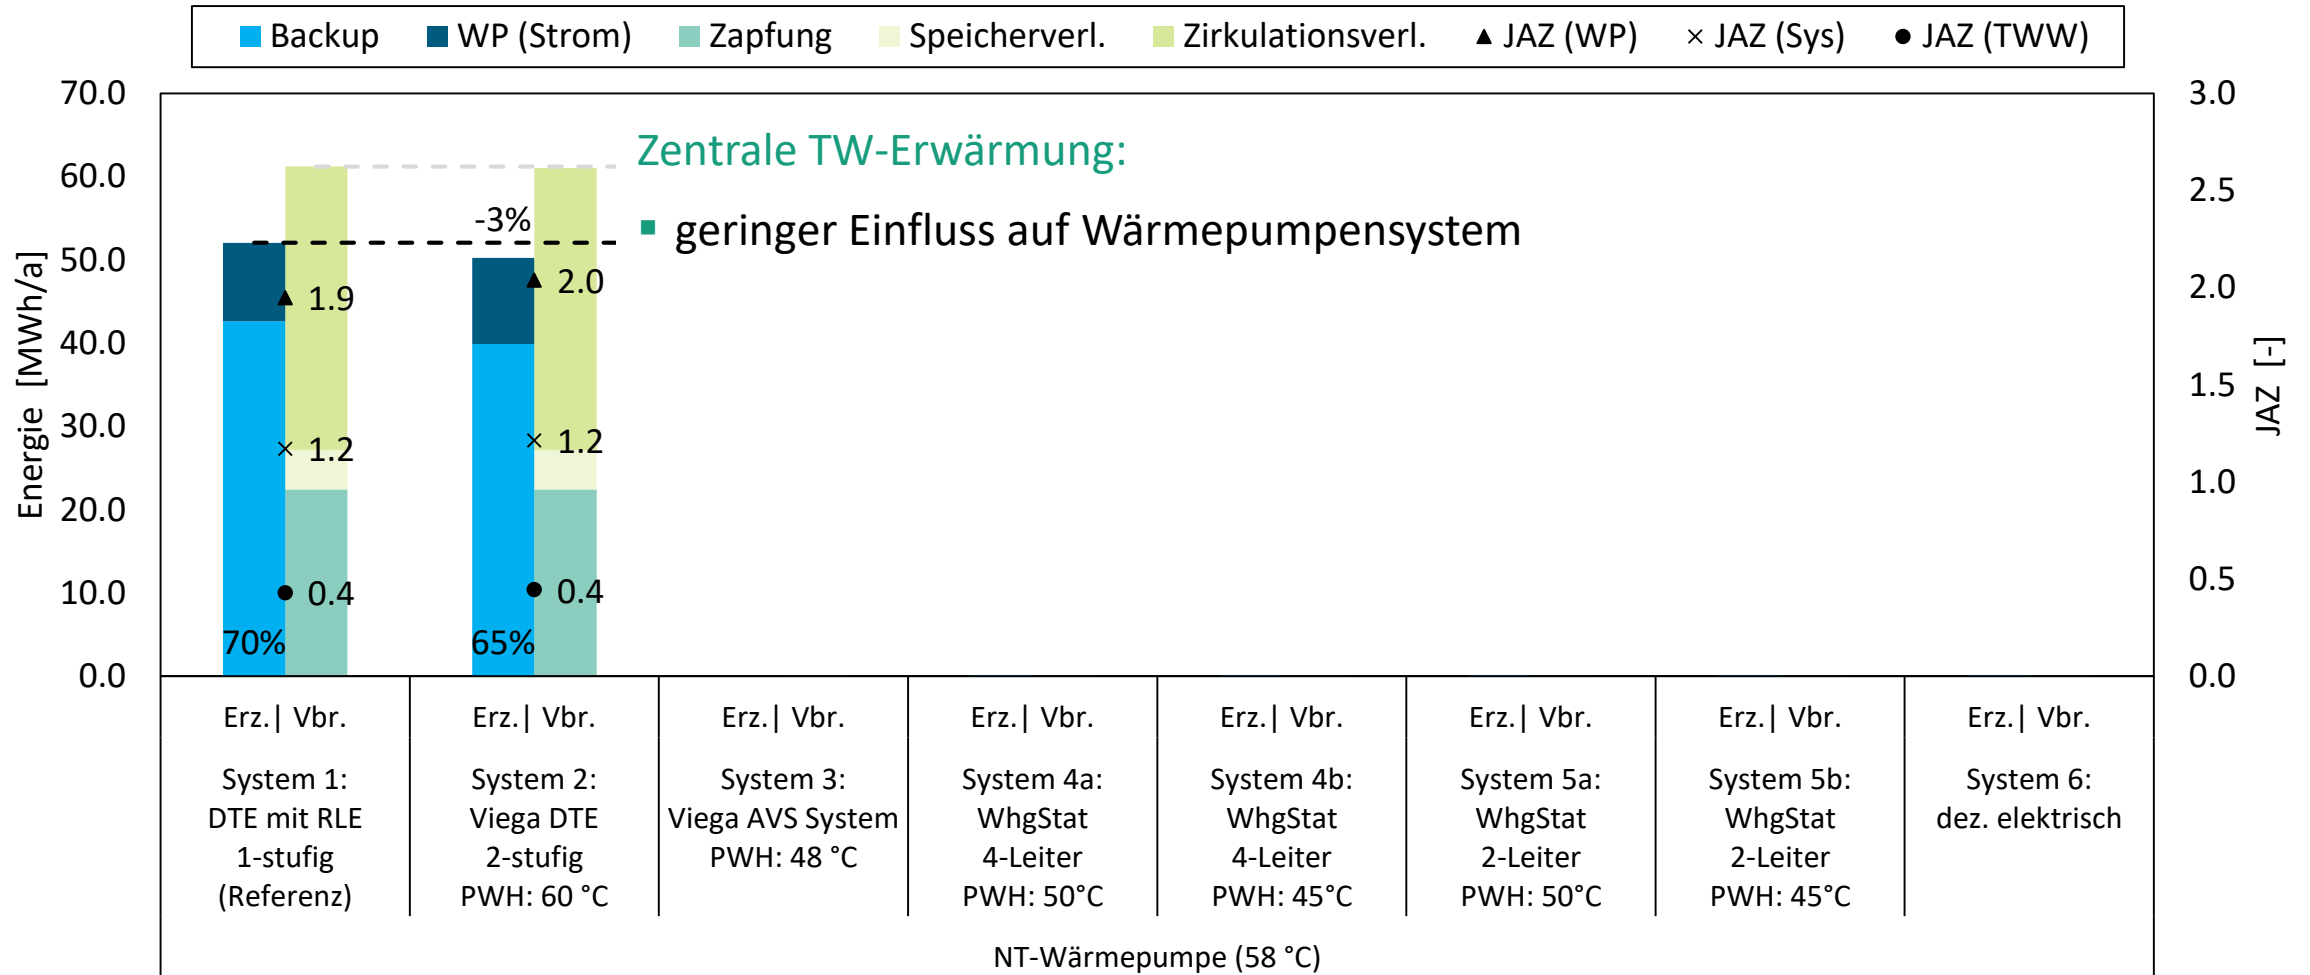 Backup WP (Strom) Zapfung Speicherverl. Zirkulationsverl. JAZ (WP) JAZ (Sys) JAZ (TWW)
70.0
60.0
50.0
40.0
30.0
20.0
10.0
0.0
Energie [MWh/a]
3.0
2.5
2.0
1.5
1.0
0.5
0.0
JAZ [-]
Zentrale TW-Erwärmung:
geringer Einfluss auf Wärmepumpensystem
-3%
1.9
2.0
1.2
1.2
0.4
0.4
70%
65%
Erz.| Vbr. Erz.| Vbr. Erz.| Vbr. Erz.| Vbr. Erz.| Vbr. Erz.| Vbr. Erz.| Vbr. Erz.| Vbr.
System 1:
DTE mit RLE
1-stufig
(Referenz)
System 2:
Viega DTE
2-stufig
PWH: 60 °C
System 3:
Viega AVS System
PWH: 48 °C
System 4a:
WhgStat
4-Leiter
PWH: 50°C
System 4b:
WhgStat
4-Leiter
PWH: 45°C
System 5a:
WhgStat
2-Leiter
PWH: 50°C
System 5b:
WhgStat
2-Leiter
PWH: 45°C
System 6:
dez. elektrisch
NT-Wärmepumpe (58 °C)